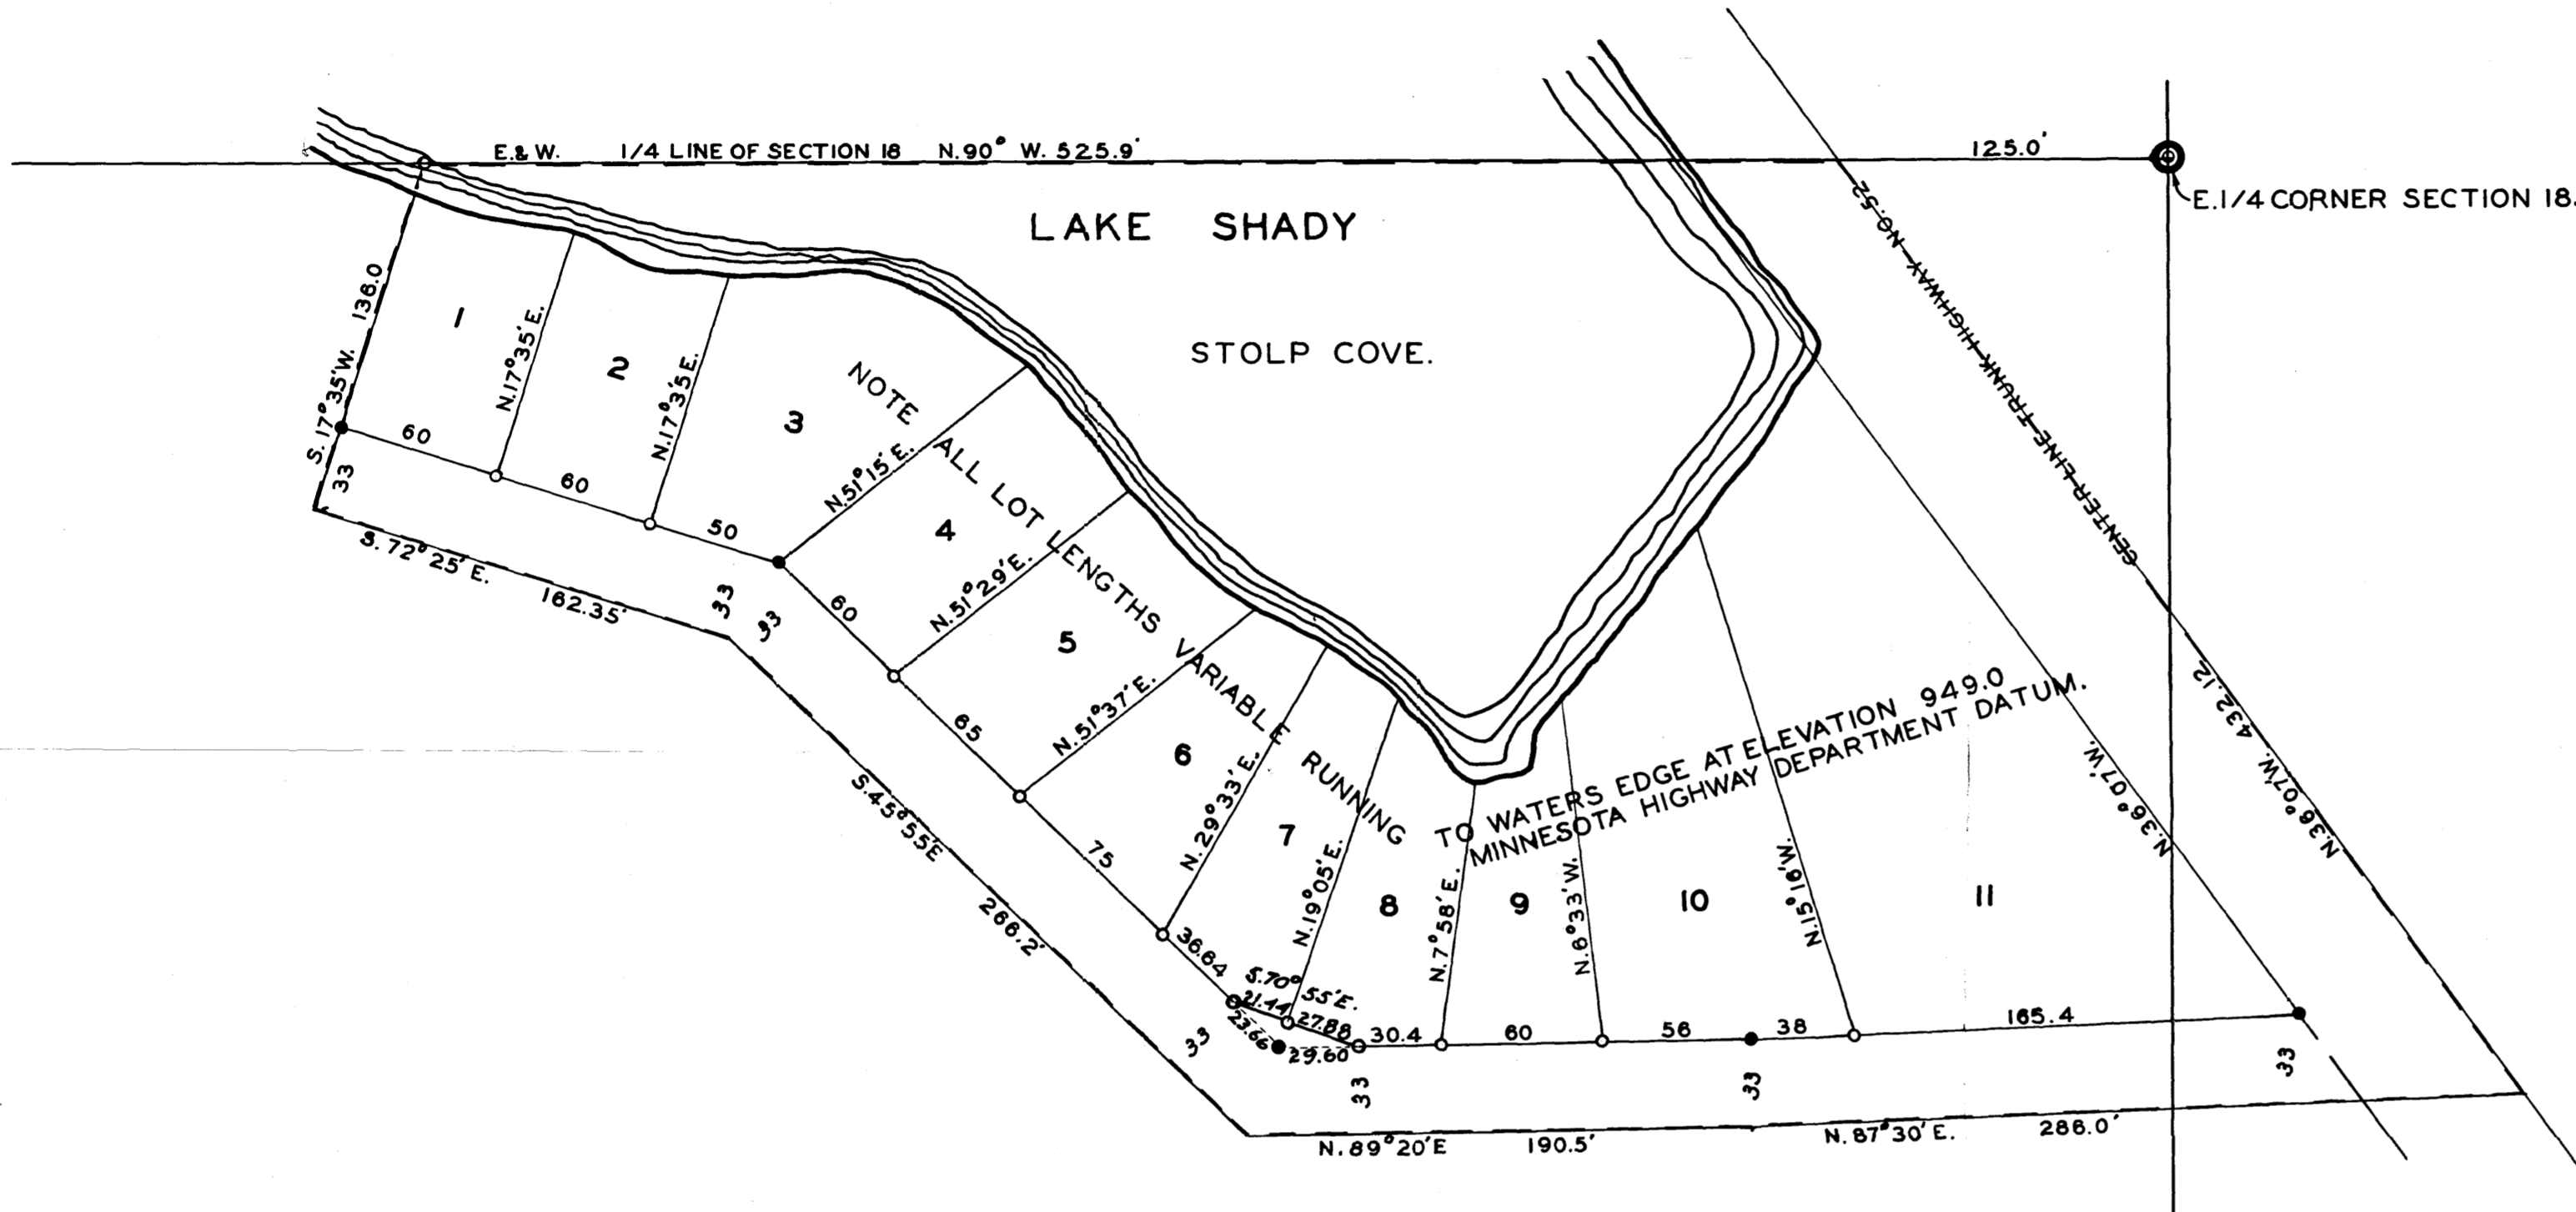 E.& W. 1/4 LINE OF SECTION 18 N.90° W. 525.9'
125.0'
E.1/4 CORNER SECTION 18.
LAKE SHADY
STOLP COVE.
CENTER LINE TRUNK HIGHWAY NO.52
432.12
N.36°07'W.
N.36°07'W.
S. 17°35'W. 136.0
33
1
N.17°35'E.
2
N.17°35'E.
3
N.51°15'E.
4
N.51°29'E.
5
N.51°37'E.
6
N.29°33'E.
7
N.19°05'E.
8
N.7°58'E.
9
N.6°33'W.
10
N.15°16'W.
11
NOTE ALL LOT LENGTHS VARIABLE RUNNING
TO WATERS EDGE AT ELEVATION 949.0
MINNESOTA HIGHWAY DEPARTMENT DATUM.
60
60
50
60
65
75
36.64
S.70°55'E.
21.44
27.88
23.66
29.60
30.4
60
56
38
165.4
S. 72°25'E.
162.35'
33
33
S.45°55'E
266.2'
33
33
33
33
N.89°20'E
190.5'
N.87°30'E.
286.0'